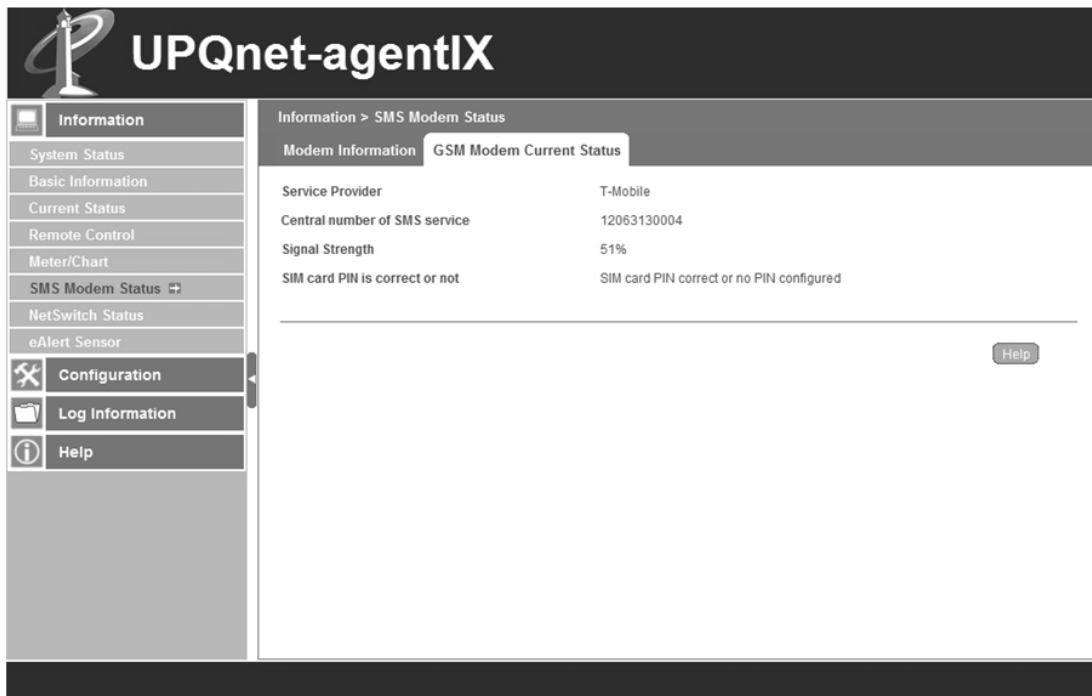 UPQnet-agentIX
Information
System Status
Basic Information
Current Status
Remote Control
Meter/Chart
SMS Modem Status
NetSwitch Status
eAlert Sensor
Configuration
Log Information
Help
Information > SMS Modem Status
Modem Information GSM Modem Current Status
Service Provider T-Mobile
Central number of SMS service 12063130004
Signal Strength 51%
SIM card PIN is correct or not SIM card PIN correct or no PIN configured
Help